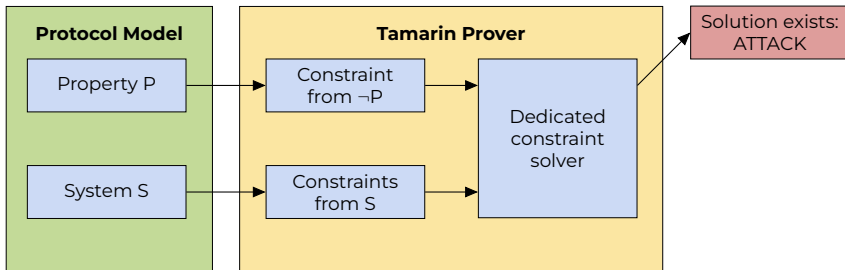 Protocol Model
Property P
System S
Tamarin Prover
Constraint
from ¬P
Constraints
from S
Dedicated
constraint
solver
Solution exists:
ATTACK